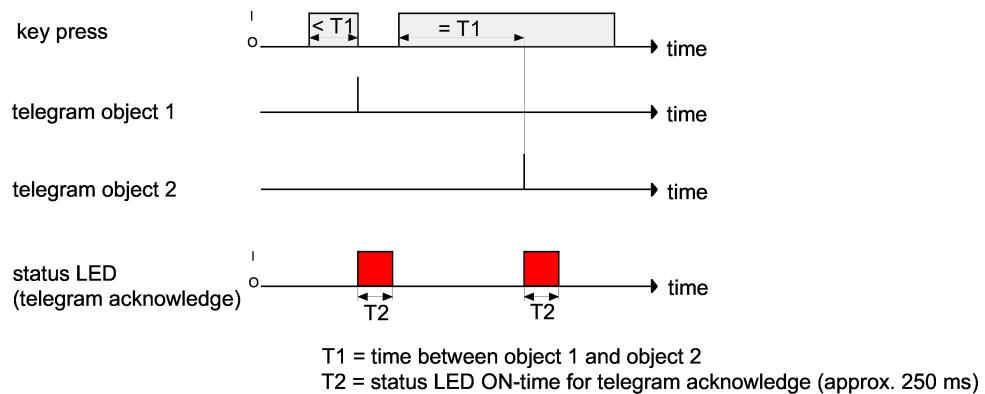 key press
I
O
< T1
= T1
time
telegram object 1
time
telegram object 2
time
status LED
(telegram acknowledge)
I
O
time
T2
T2
T1 = time between object 1 and object 2
T2 = status LED ON-time for telegram acknowledge (approx. 250 ms)